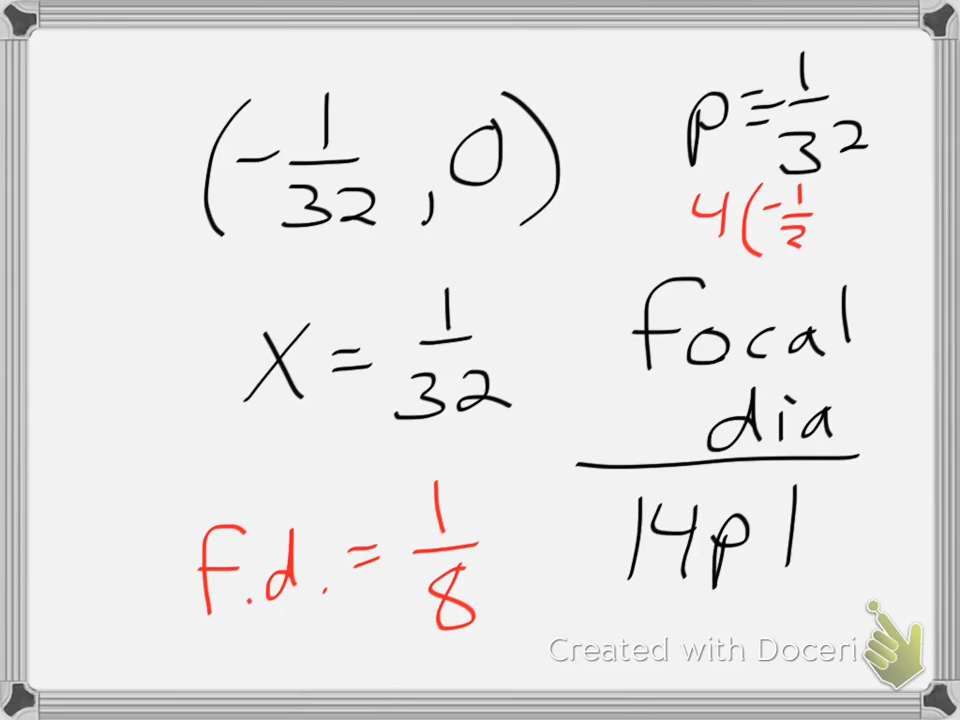 (-1/32, 0)
p = -1/32
4(-1/2
x = 1/32
focal
dia
|4p|
f.d. = 1/8
Created with Doceri